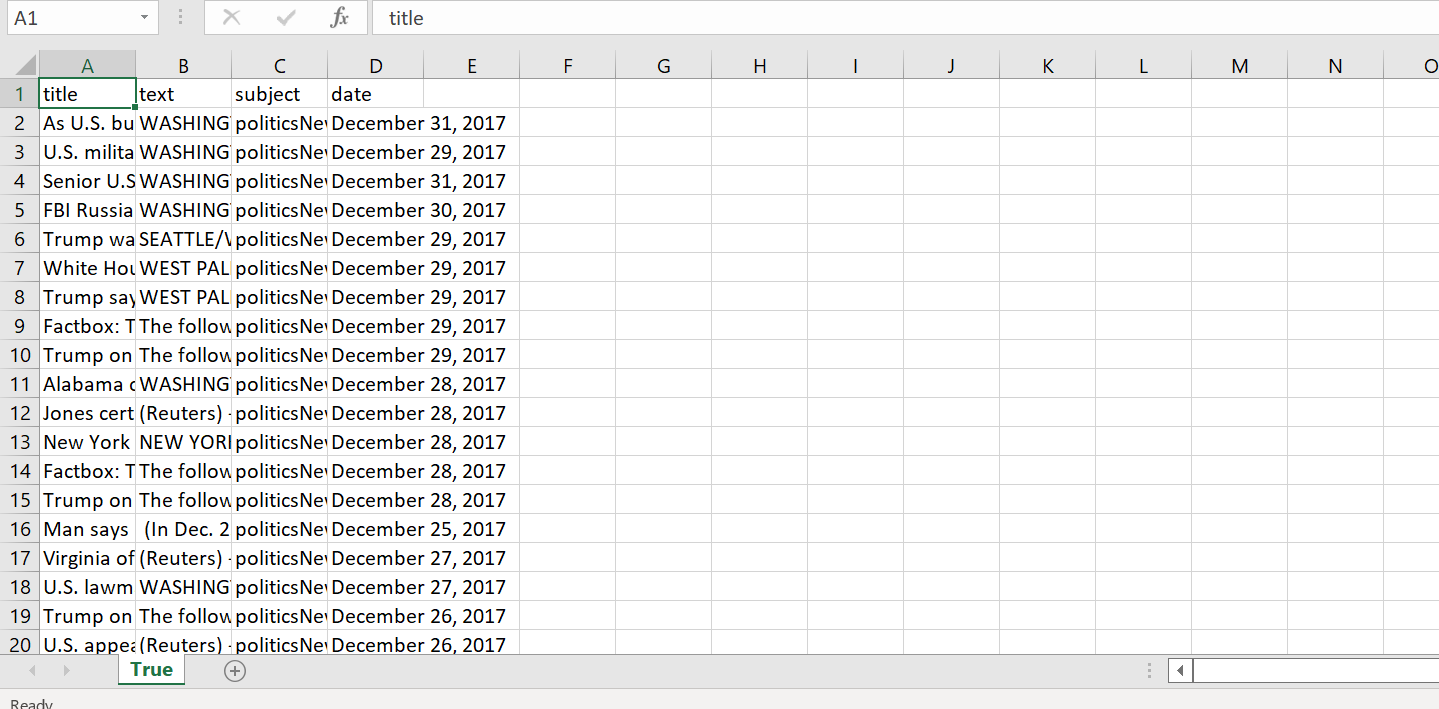 A1 fx title
A B C D E F G H I J K L M N O
1 title text subject date
2 As U.S. bu WASHING politicsNe December 31, 2017
3 U.S. milita WASHING politicsNe December 29, 2017
4 Senior U.S WASHING politicsNe December 31, 2017
5 FBI Russia WASHING politicsNe December 30, 2017
6 Trump wa SEATTLE/ politicsNe December 29, 2017
7 White Hou WEST PAL politicsNe December 29, 2017
8 Trump say WEST PAL politicsNe December 29, 2017
9 Factbox: T The follow politicsNe December 29, 2017
10 Trump on The follow politicsNe December 29, 2017
11 Alabama WASHING politicsNe December 28, 2017
12 Jones cert (Reuters) - politicsNe December 28, 2017
13 New York NEW YOR politicsNe December 28, 2017
14 Factbox: T The follow politicsNe December 28, 2017
15 Trump on The follow politicsNe December 28, 2017
16 Man says (In Dec. 2 politicsNe December 25, 2017
17 Virginia of (Reuters) - politicsNe December 27, 2017
18 U.S. lawm WASHING politicsNe December 27, 2017
19 Trump on The follow politicsNe December 26, 2017
20 U.S. appea (Reuters) - politicsNe December 26, 2017
True
Ready